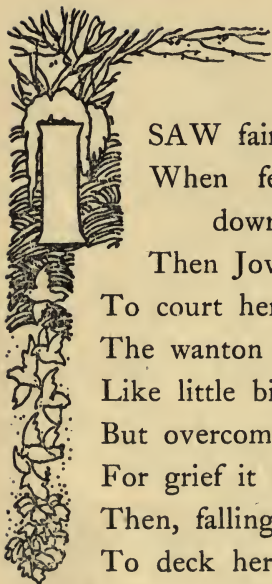 I SAW fair
When fe
down
Then Jov
To court her
The wanton
Like little bi
But overcom
For grief it
Then, falling
To deck her